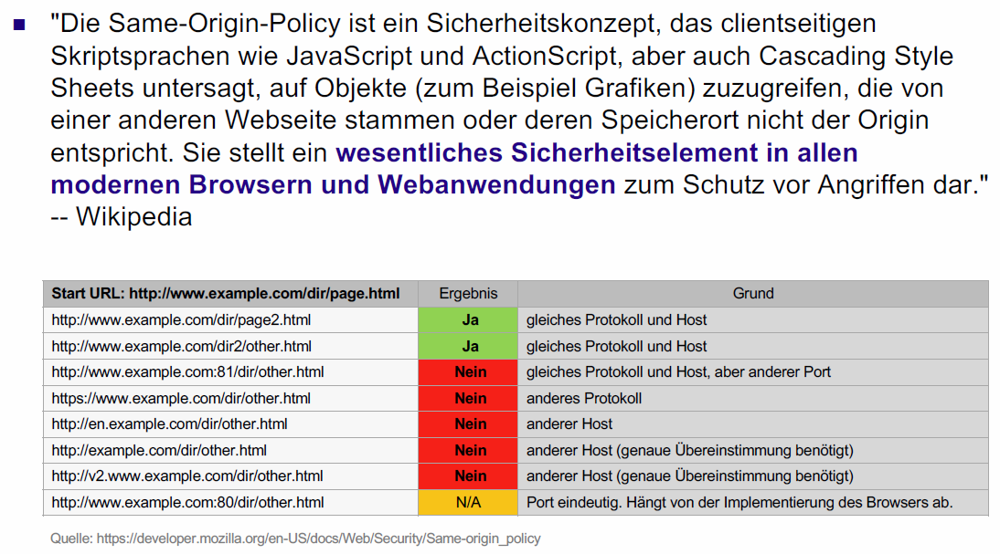 "Die Same-Origin-Policy ist ein Sicherheitskonzept, das clientseitigen
Skriptsprachen wie JavaScript und ActionScript, aber auch Cascading Style
Sheets untersagt, auf Objekte (zum Beispiel Grafiken) zuzugreifen, die von
einer anderen Webseite stammen oder deren Speicherort nicht der Origin
entspricht. Sie stellt ein wesentliches Sicherheitselement in allen
modernen Browsern und Webanwendungen zum Schutz vor Angriffen dar."
-- Wikipedia
Start URL: http://www.example.com/dir/page.html Ergebnis Grund
http://www.example.com/dir/page2.html Ja gleiches Protokoll und Host
http://www.example.com/dir2/other.html Ja gleiches Protokoll und Host
http://www.example.com:81/dir/other.html Nein gleiches Protokoll und Host, aber anderer Port
https://www.example.com/dir/other.html Nein anderes Protokoll
http://en.example.com/dir/other.html Nein anderer Host
http://example.com/dir/other.html Nein anderer Host (genaue Übereinstimmung benötigt)
http://v2.www.example.com/dir/other.html Nein anderer Host (genaue Übereinstimmung benötigt)
http://www.example.com:80/dir/other.html N/A Port eindeutig. Hängt von der Implementierung des Browsers ab.
Quelle: https://developer.mozilla.org/en-US/docs/Web/Security/Same-origin_policy